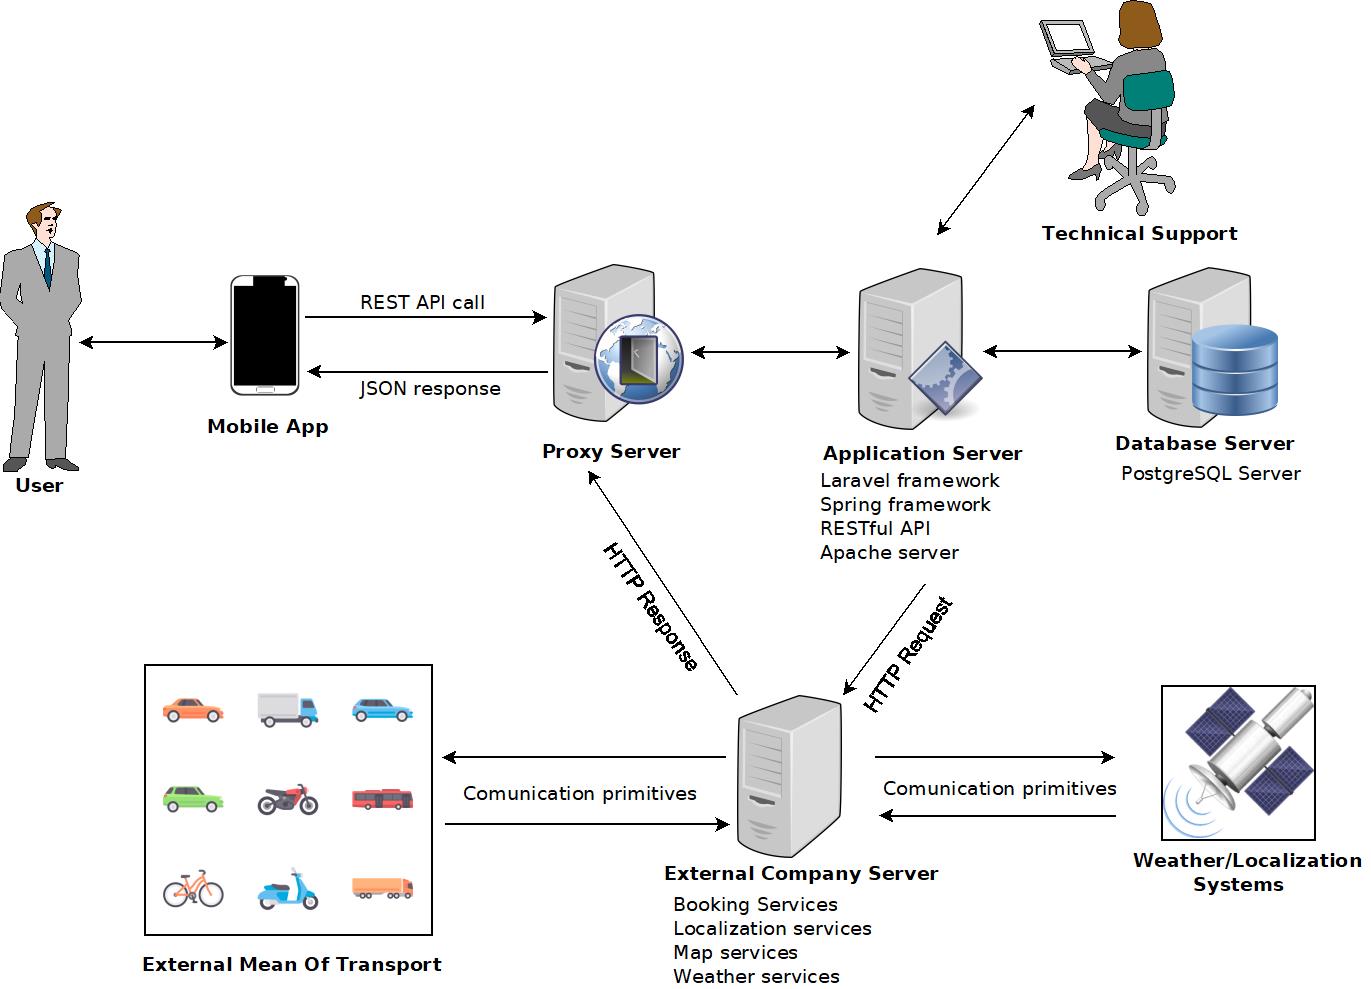 Technical Support
REST API call
JSON response
Mobile App
User
Proxy Server
Application Server
Laravel framework
Spring framework
RESTful API
Apache server
Database Server
PostgreSQL Server
HTTP Response
HTTP Request
Comunication primitives
Comunication primitives
External Mean Of Transport
External Company Server
Booking Services
Localization services
Map services
Weather services
Weather/Localization
Systems